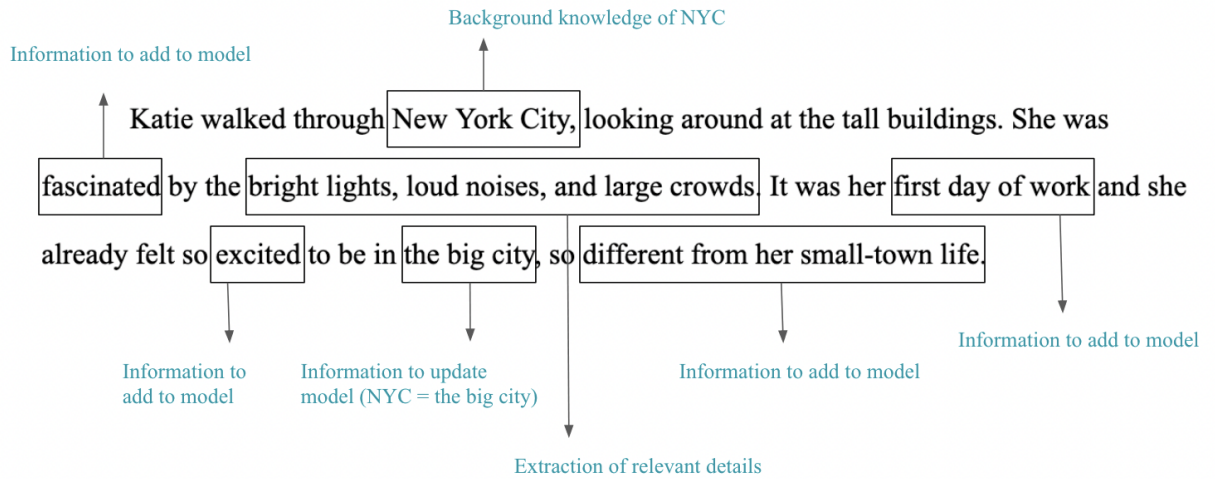 Background knowledge of NYC
Information to add to model
Katie walked through New York City, looking around at the tall buildings. She was
fascinated by the bright lights, loud noises, and large crowds. It was her first day of work and she
already felt so excited to be in the big city, so different from her small-town life.
Information to add to model
Information to
add to model
Information to update
model (NYC = the big city)
Information to add to model
Extraction of relevant details